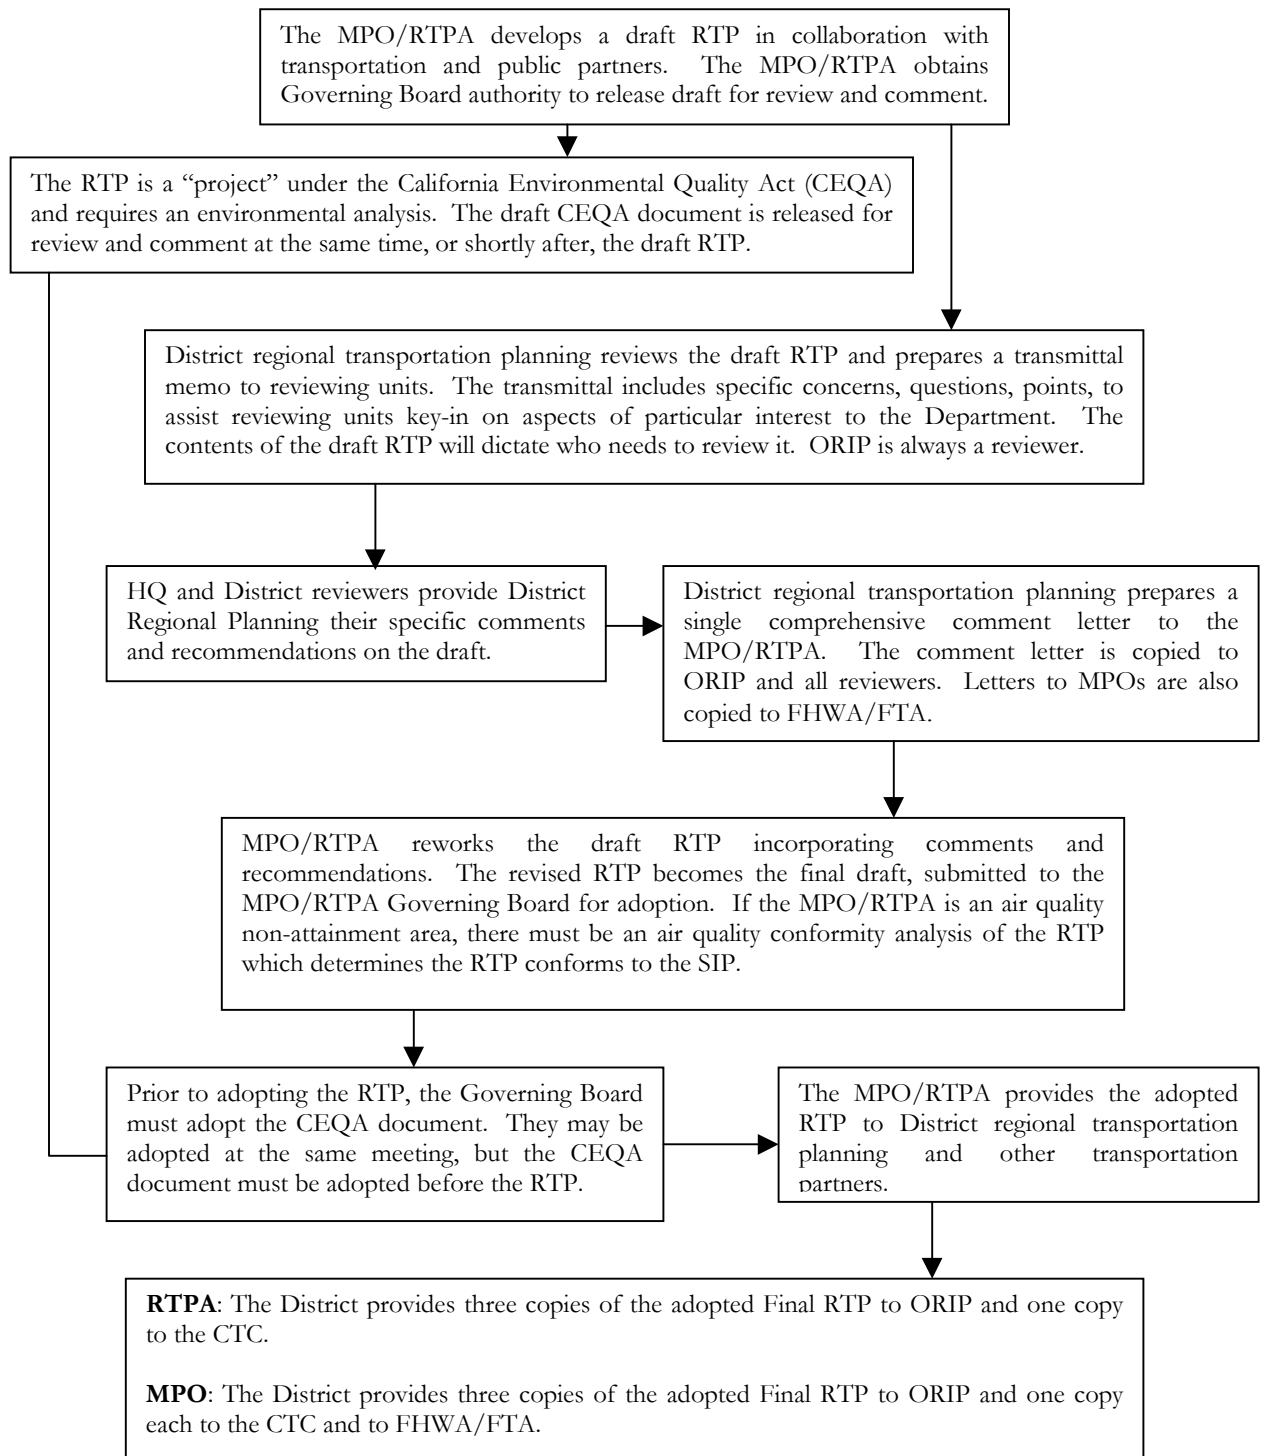 The MPO/RTPA develops a draft RTP in collaboration with
transportation and public partners. The MPO/RTPA obtains
Governing Board authority to release draft for review and comment.
The RTP is a “project” under the California Environmental Quality Act (CEQA)
and requires an environmental analysis. The draft CEQA document is released for
review and comment at the same time, or shortly after, the draft RTP.
District regional transportation planning reviews the draft RTP and prepares a transmittal
memo to reviewing units. The transmittal includes specific concerns, questions, points, to
assist reviewing units key-in on aspects of particular interest to the Department. The
contents of the draft RTP will dictate who needs to review it. ORIP is always a reviewer.
HQ and District reviewers provide District
Regional Planning their specific comments
and recommendations on the draft.
District regional transportation planning prepares a
single comprehensive comment letter to the
MPO/RTPA. The comment letter is copied to
ORIP and all reviewers. Letters to MPOs are also
copied to FHWA/FTA.
MPO/RTPA reworks the draft RTP incorporating comments and
recommendations. The revised RTP becomes the final draft, submitted to the
MPO/RTPA Governing Board for adoption. If the MPO/RTPA is an air quality
non-attainment area, there must be an air quality conformity analysis of the RTP
which determines the RTP conforms to the SIP.
Prior to adopting the RTP, the Governing Board
must adopt the CEQA document. They may be
adopted at the same meeting, but the CEQA
document must be adopted before the RTP.
The MPO/RTPA provides the adopted
RTP to District regional transportation
planning and other transportation
partners.
RTPA: The District provides three copies of the adopted Final RTP to ORIP and one copy
to the CTC.
MPO: The District provides three copies of the adopted Final RTP to ORIP and one copy
each to the CTC and to FHWA/FTA.